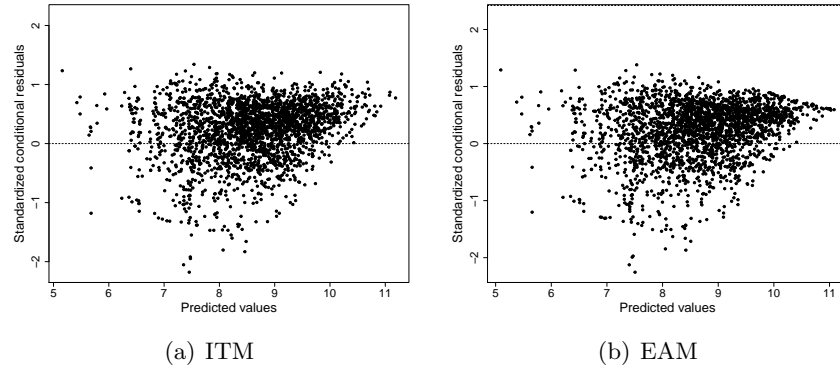 Standardized conditional residuals
2
1
0
−1
−2
5 6 7 8 9 10 11
Predicted values
(a) ITM
Standardized conditional residuals
2
1
0
−1
−2
5 6 7 8 9 10 11
Predicted values
(b) EAM